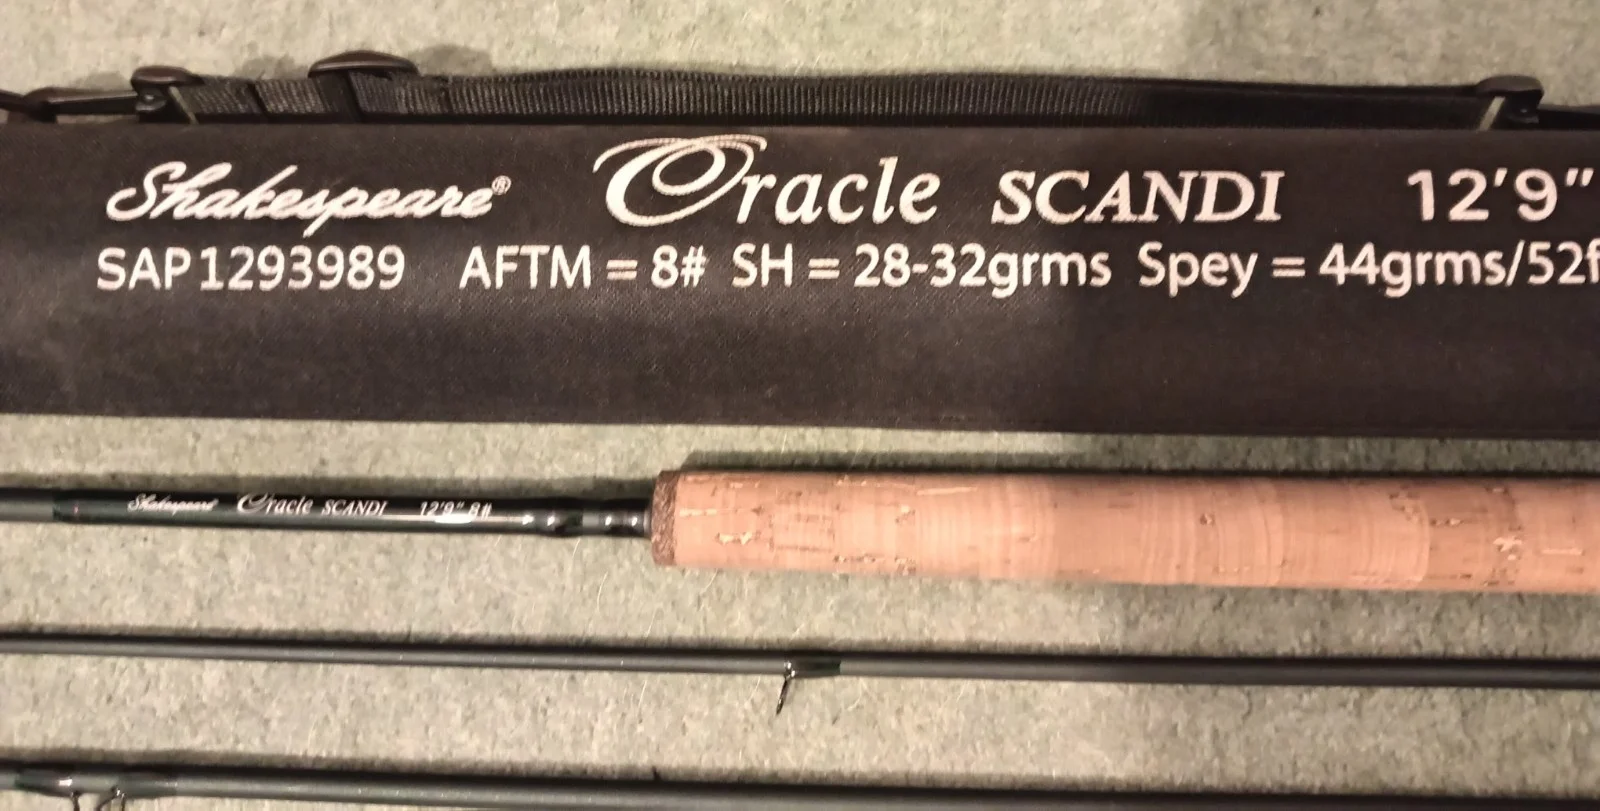 Shakespeare® Oracle SCANDI 12'9"
SAP1293989 AFTM = 8# SH = 28-32grms Spey = 44grms/52f
Shakespeare Oracle SCANDI 12'9" 8#